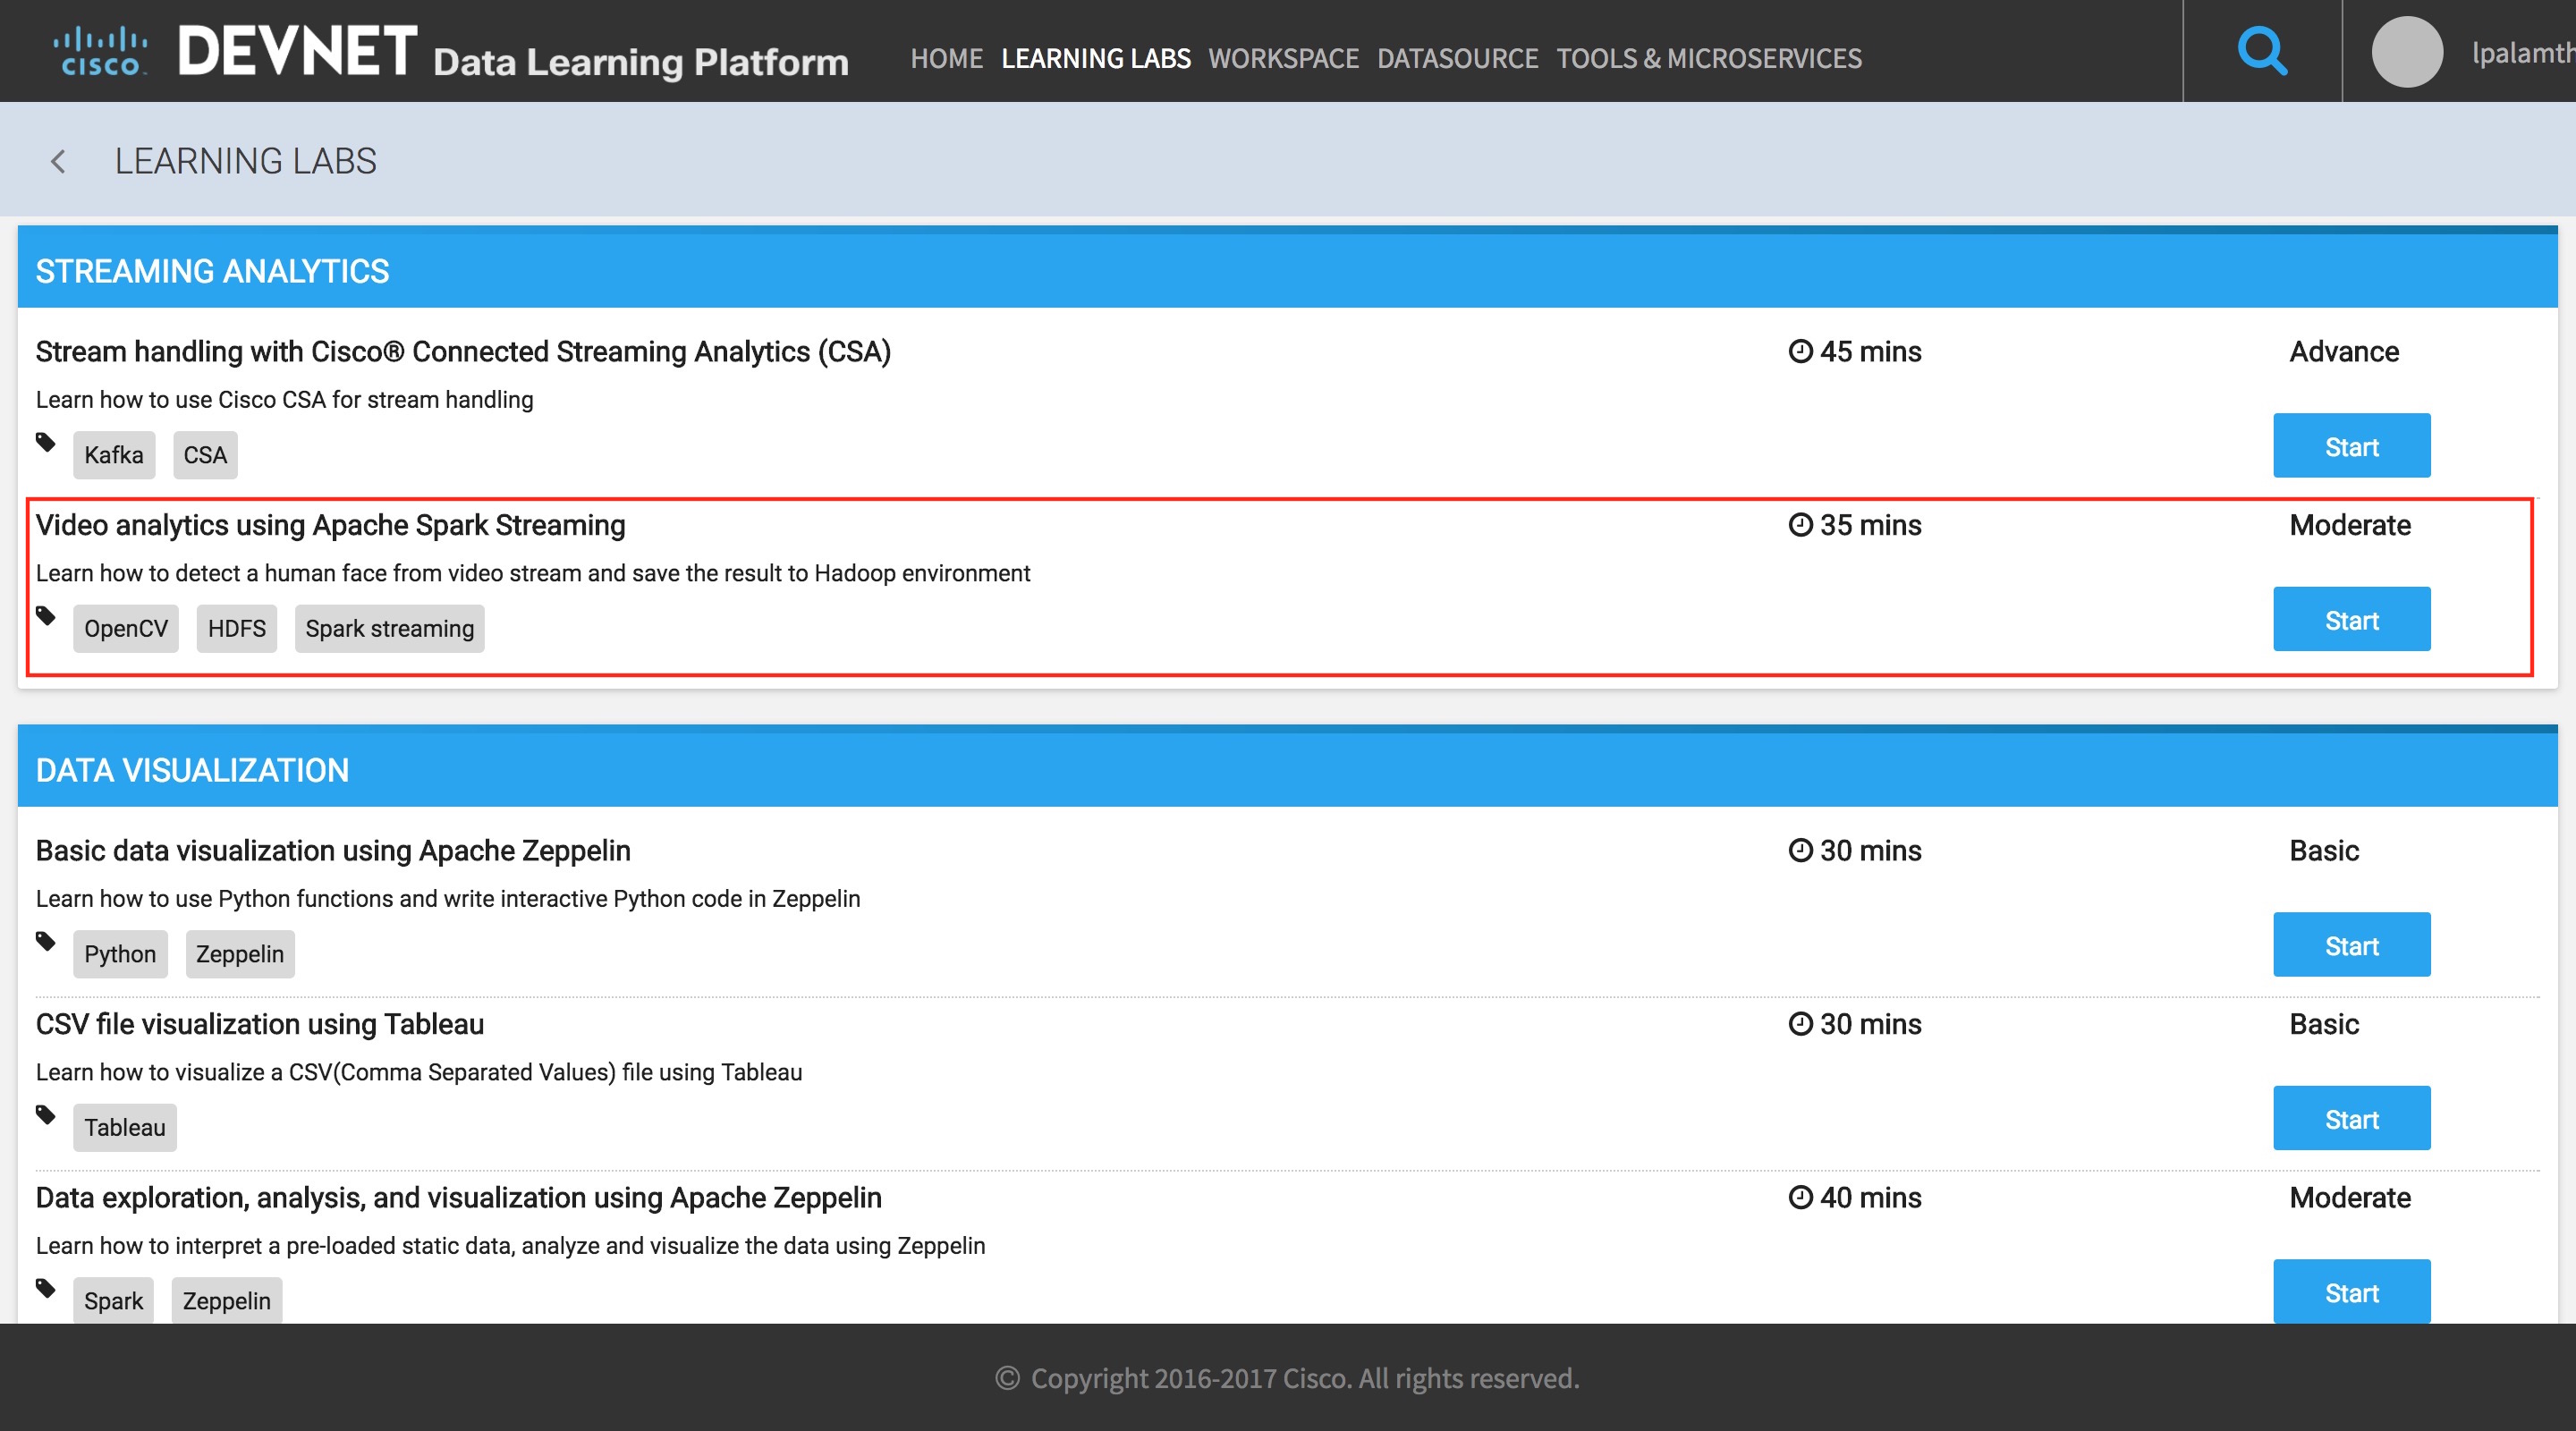 CISCO DEVNET Data Learning Platform HOME LEARNING LABS WORKSPACE DATASOURCE TOOLS & MICROSERVICES lpalamth
LEARNING LABS
STREAMING ANALYTICS
Stream handling with Cisco® Connected Streaming Analytics (CSA) 45 mins Advance
Learn how to use Cisco CSA for stream handling
Kafka CSA Start
Video analytics using Apache Spark Streaming 35 mins Moderate
Learn how to detect a human face from video stream and save the result to Hadoop environment
OpenCV HDFS Spark streaming Start
DATA VISUALIZATION
Basic data visualization using Apache Zeppelin 30 mins Basic
Learn how to use Python functions and write interactive Python code in Zeppelin
Python Zeppelin Start
CSV file visualization using Tableau 30 mins Basic
Learn how to visualize a CSV(Comma Separated Values) file using Tableau
Tableau Start
Data exploration, analysis, and visualization using Apache Zeppelin 40 mins Moderate
Learn how to interpret a pre-loaded static data, analyze and visualize the data using Zeppelin
Spark Zeppelin Start
© Copyright 2016-2017 Cisco. All rights reserved.